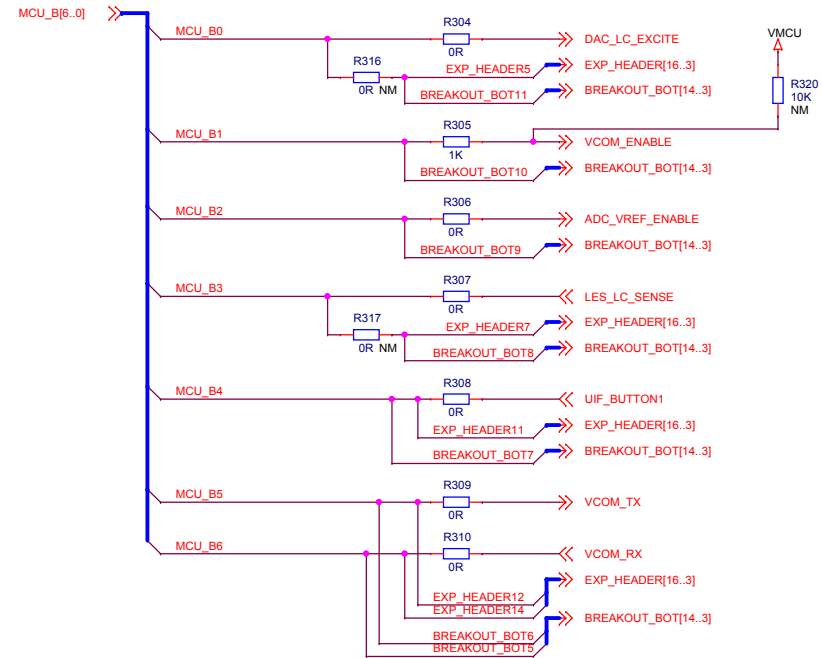 MCU_B[6..0]
MCU_B0
R304
0R
DAC_LC_EXCITE
VMCU
R316
0R NM
EXP_HEADER5
EXP_HEADER[16..3]
BREAKOUT_BOT11
BREAKOUT_BOT[14..3]
R320
10K
NM
MCU_B1
R305
1K
VCOM_ENABLE
BREAKOUT_BOT10
BREAKOUT_BOT[14..3]
MCU_B2
R306
0R
ADC_VREF_ENABLE
BREAKOUT_BOT9
BREAKOUT_BOT[14..3]
MCU_B3
R307
0R
LES_LC_SENSE
R317
0R NM
EXP_HEADER7
EXP_HEADER[16..3]
BREAKOUT_BOT8
BREAKOUT_BOT[14..3]
MCU_B4
R308
0R
UIF_BUTTON1
EXP_HEADER11
EXP_HEADER[16..3]
BREAKOUT_BOT7
BREAKOUT_BOT[14..3]
MCU_B5
R309
0R
VCOM_TX
MCU_B6
R310
0R
VCOM_RX
EXP_HEADER[16..3]
EXP_HEADER12
EXP_HEADER14
BREAKOUT_BOT[14..3]
BREAKOUT_BOT6
BREAKOUT_BOT5